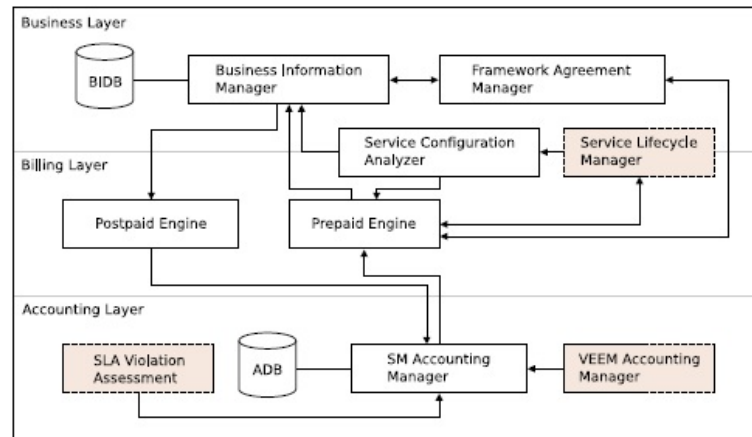 Business Layer
BIDB
Business Information
Manager
Framework Agreement
Manager
Service Configuration
Analyzer
Service Lifecycle
Manager
Billing Layer
Postpaid Engine
Prepaid Engine
Accounting Layer
SLA Violation
Assessment
ADB
SM Accounting
Manager
VEEM Accounting
Manager